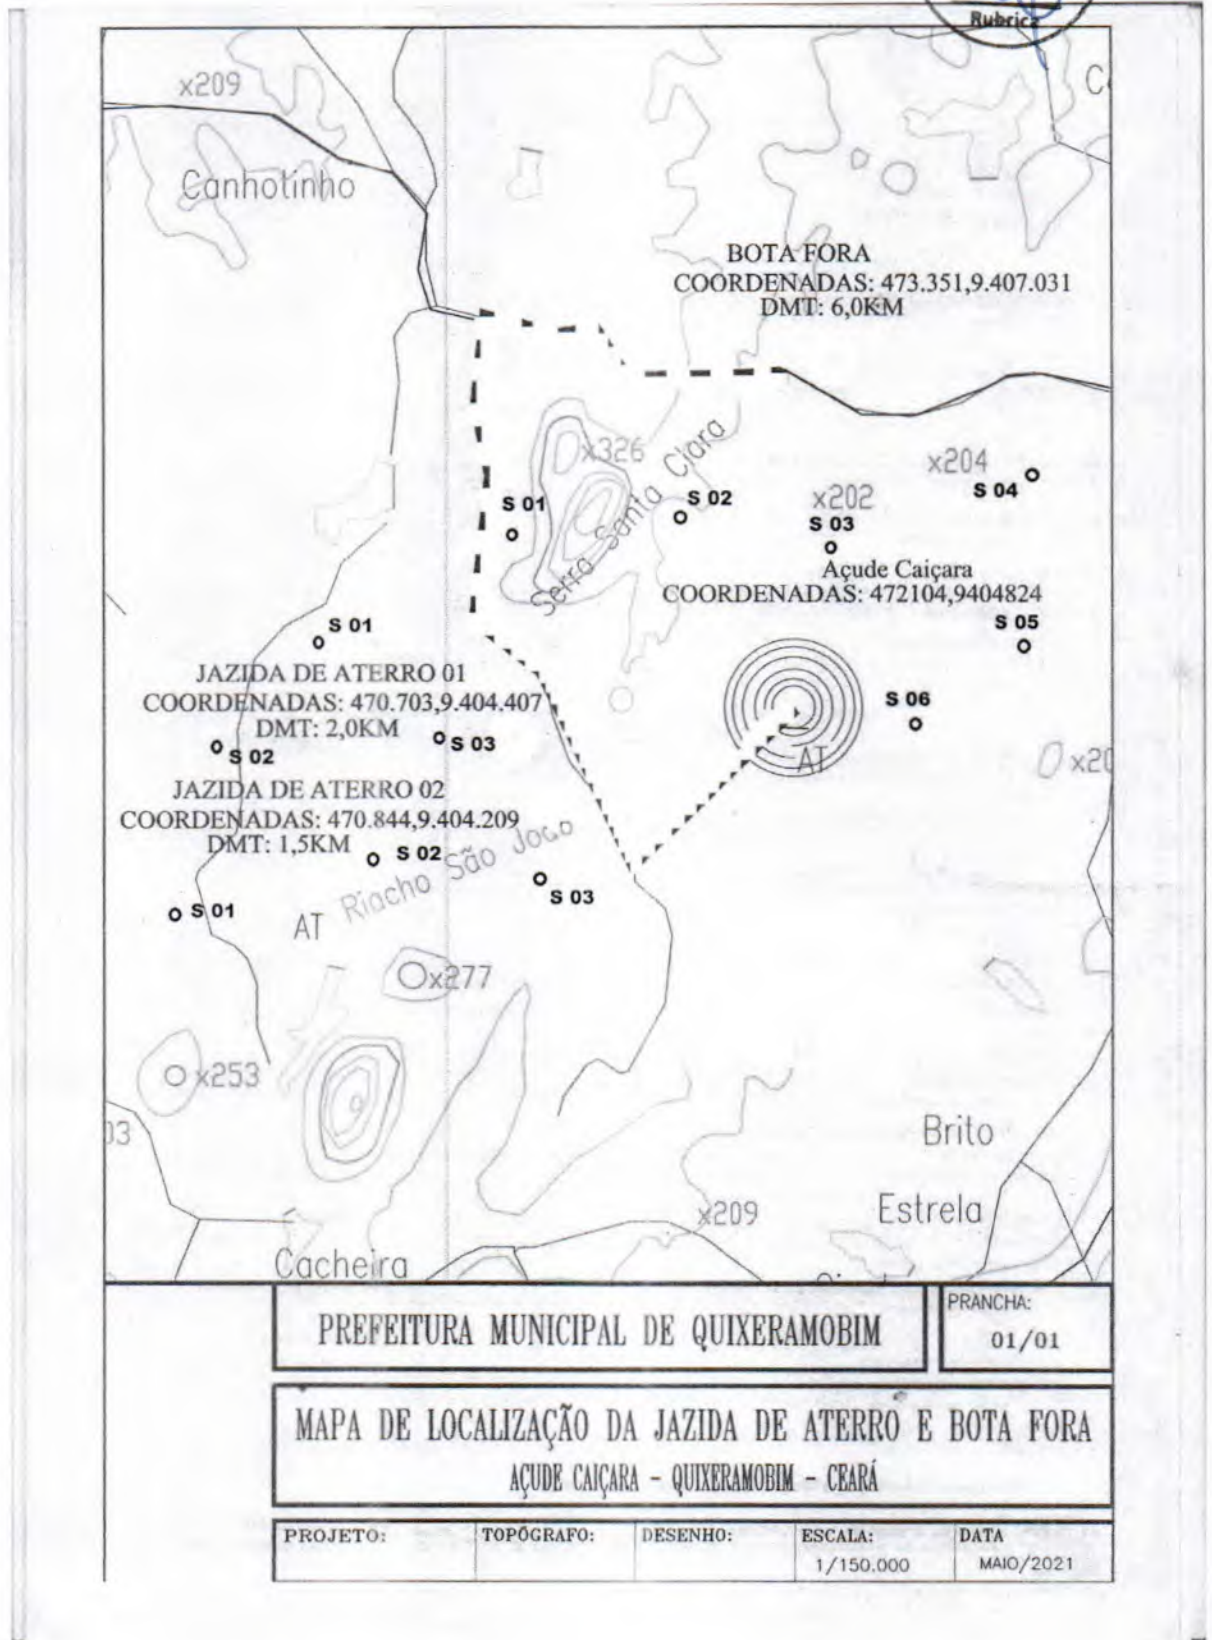 Rubrica
x209
Canhotinho
BOTA FORA
COORDENADAS: 473.351,9.407.031
DMT: 6,0KM
x326
Serra Santa Clara
x204
S 04
S 01
S 02
x202
S 03
Açude Caiçara
COORDENADAS: 472104,9404824
S 05
S 01
JAZIDA DE ATERRO 01
COORDENADAS: 470.703,9.404.407
DMT: 2,0KM
S 06
S 02
S 03
AT
JAZIDA DE ATERRO 02
COORDENADAS: 470.844,9.404.209
DMT: 1,5KM
S 02
Riacho São Joao
S 03
S 01
AT
x277
x253
03
Brito
Estrela
x209
Cacheira
PREFEITURA MUNICIPAL DE QUIXERAMOBIM
PRANCHA:
01/01
MAPA DE LOCALIZAÇÃO DA JAZIDA DE ATERRO E BOTA FORA
AÇUDE CAIÇARA - QUIXERAMOBIM - CEARÁ
PROJETO:
TOPÓGRAFO:
DESENHO:
ESCALA:
1/150.000
DATA
MAIO/2021